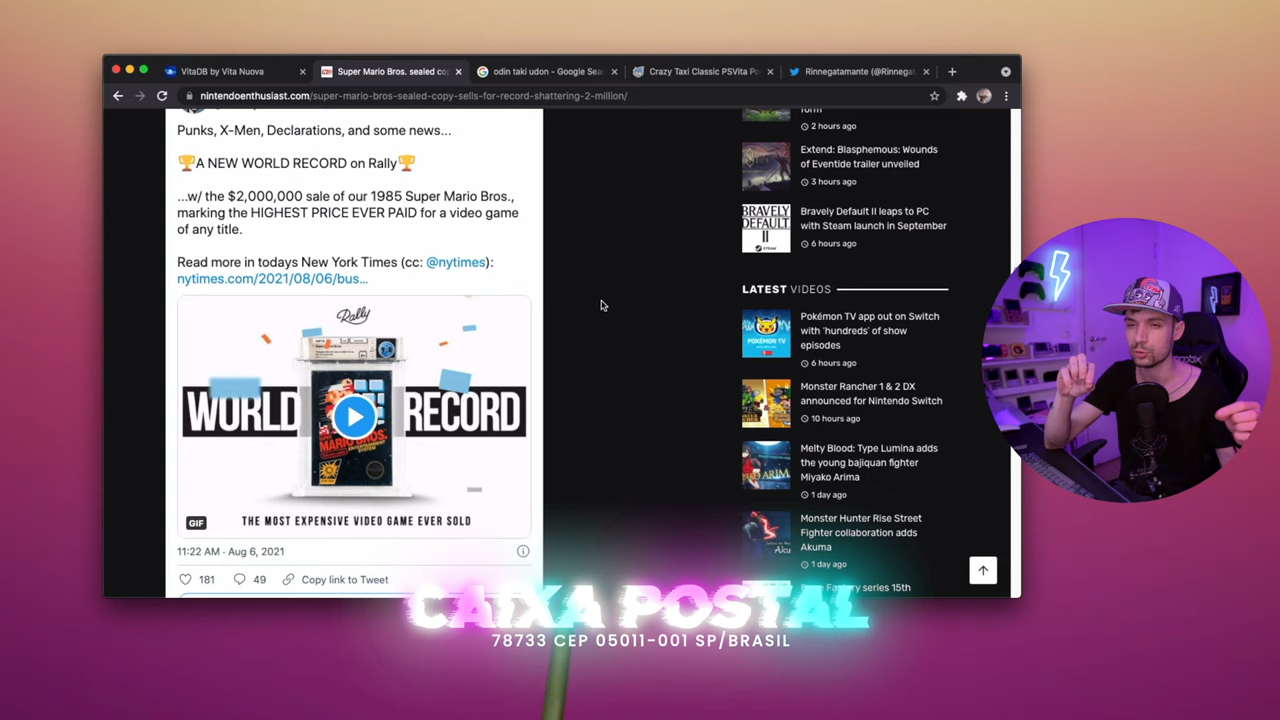 VitaDB by Vita Nuova
Super Mario Bros. sealed co
odin taki udon - Google Sea
Crazy Taxi Classic PSVita Po
Rinnegatamante (@Rinnegat
nintendoenthusiast.com/super-mario-bros-sealed-copy-sells-for-record-shattering-2-million/
Punks, X-Men, Declarations, and some news...
🏆A NEW WORLD RECORD on Rally🏆
...w/ the $2,000,000 sale of our 1985 Super Mario Bros.,
marking the HIGHEST PRICE EVER PAID for a video game
of any title.
Read more in todays New York Times (cc: @nytimes):
nytimes.com/2021/08/06/bus...
Rally
WORLD RECORD
MARIO BROS.
THE MOST EXPENSIVE VIDEO GAME EVER SOLD
GIF
11:22 AM · Aug 6, 2021
181
49
Copy link to Tweet
form
2 hours ago
Extend: Blasphemous: Wounds
of Eventide trailer unveiled
3 hours ago
BRAVELY
DEFAULT
II
STEAM
Bravely Default II leaps to PC
with Steam launch in September
6 hours ago
LATEST VIDEOS
Pokémon TV app out on Switch
with 'hundreds' of show
episodes
6 hours ago
Monster Rancher 1 & 2 DX
announced for Nintendo Switch
10 hours ago
Melty Blood: Type Lumina adds
the young bajiquan fighter
Miyako Arima
1 day ago
Monster Hunter Rise Street
Fighter collaboration adds
Akuma
1 day ago
Factory series 15th
CAIXA POSTAL
78733 CEP 05011-001 SP/BRASIL